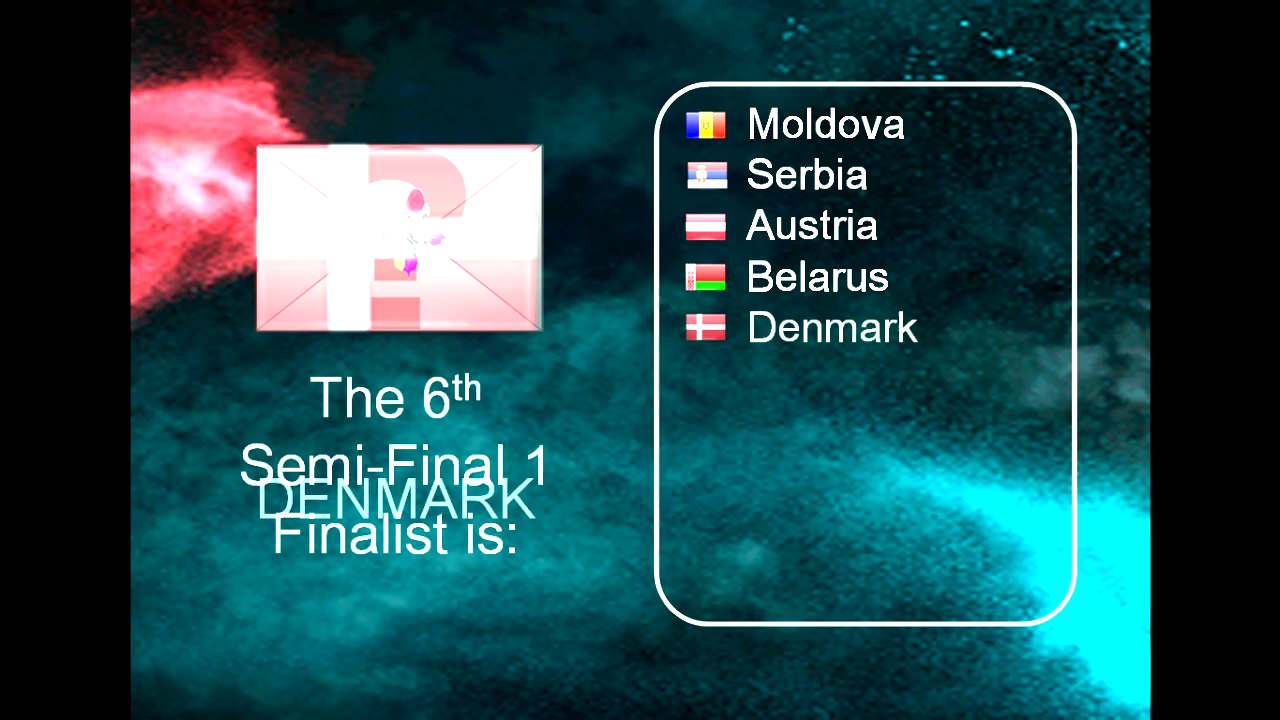 The 6th
Semi-Final 1
DENMARK
Finalist is:
Moldova
Serbia
Austria
Belarus
Denmark